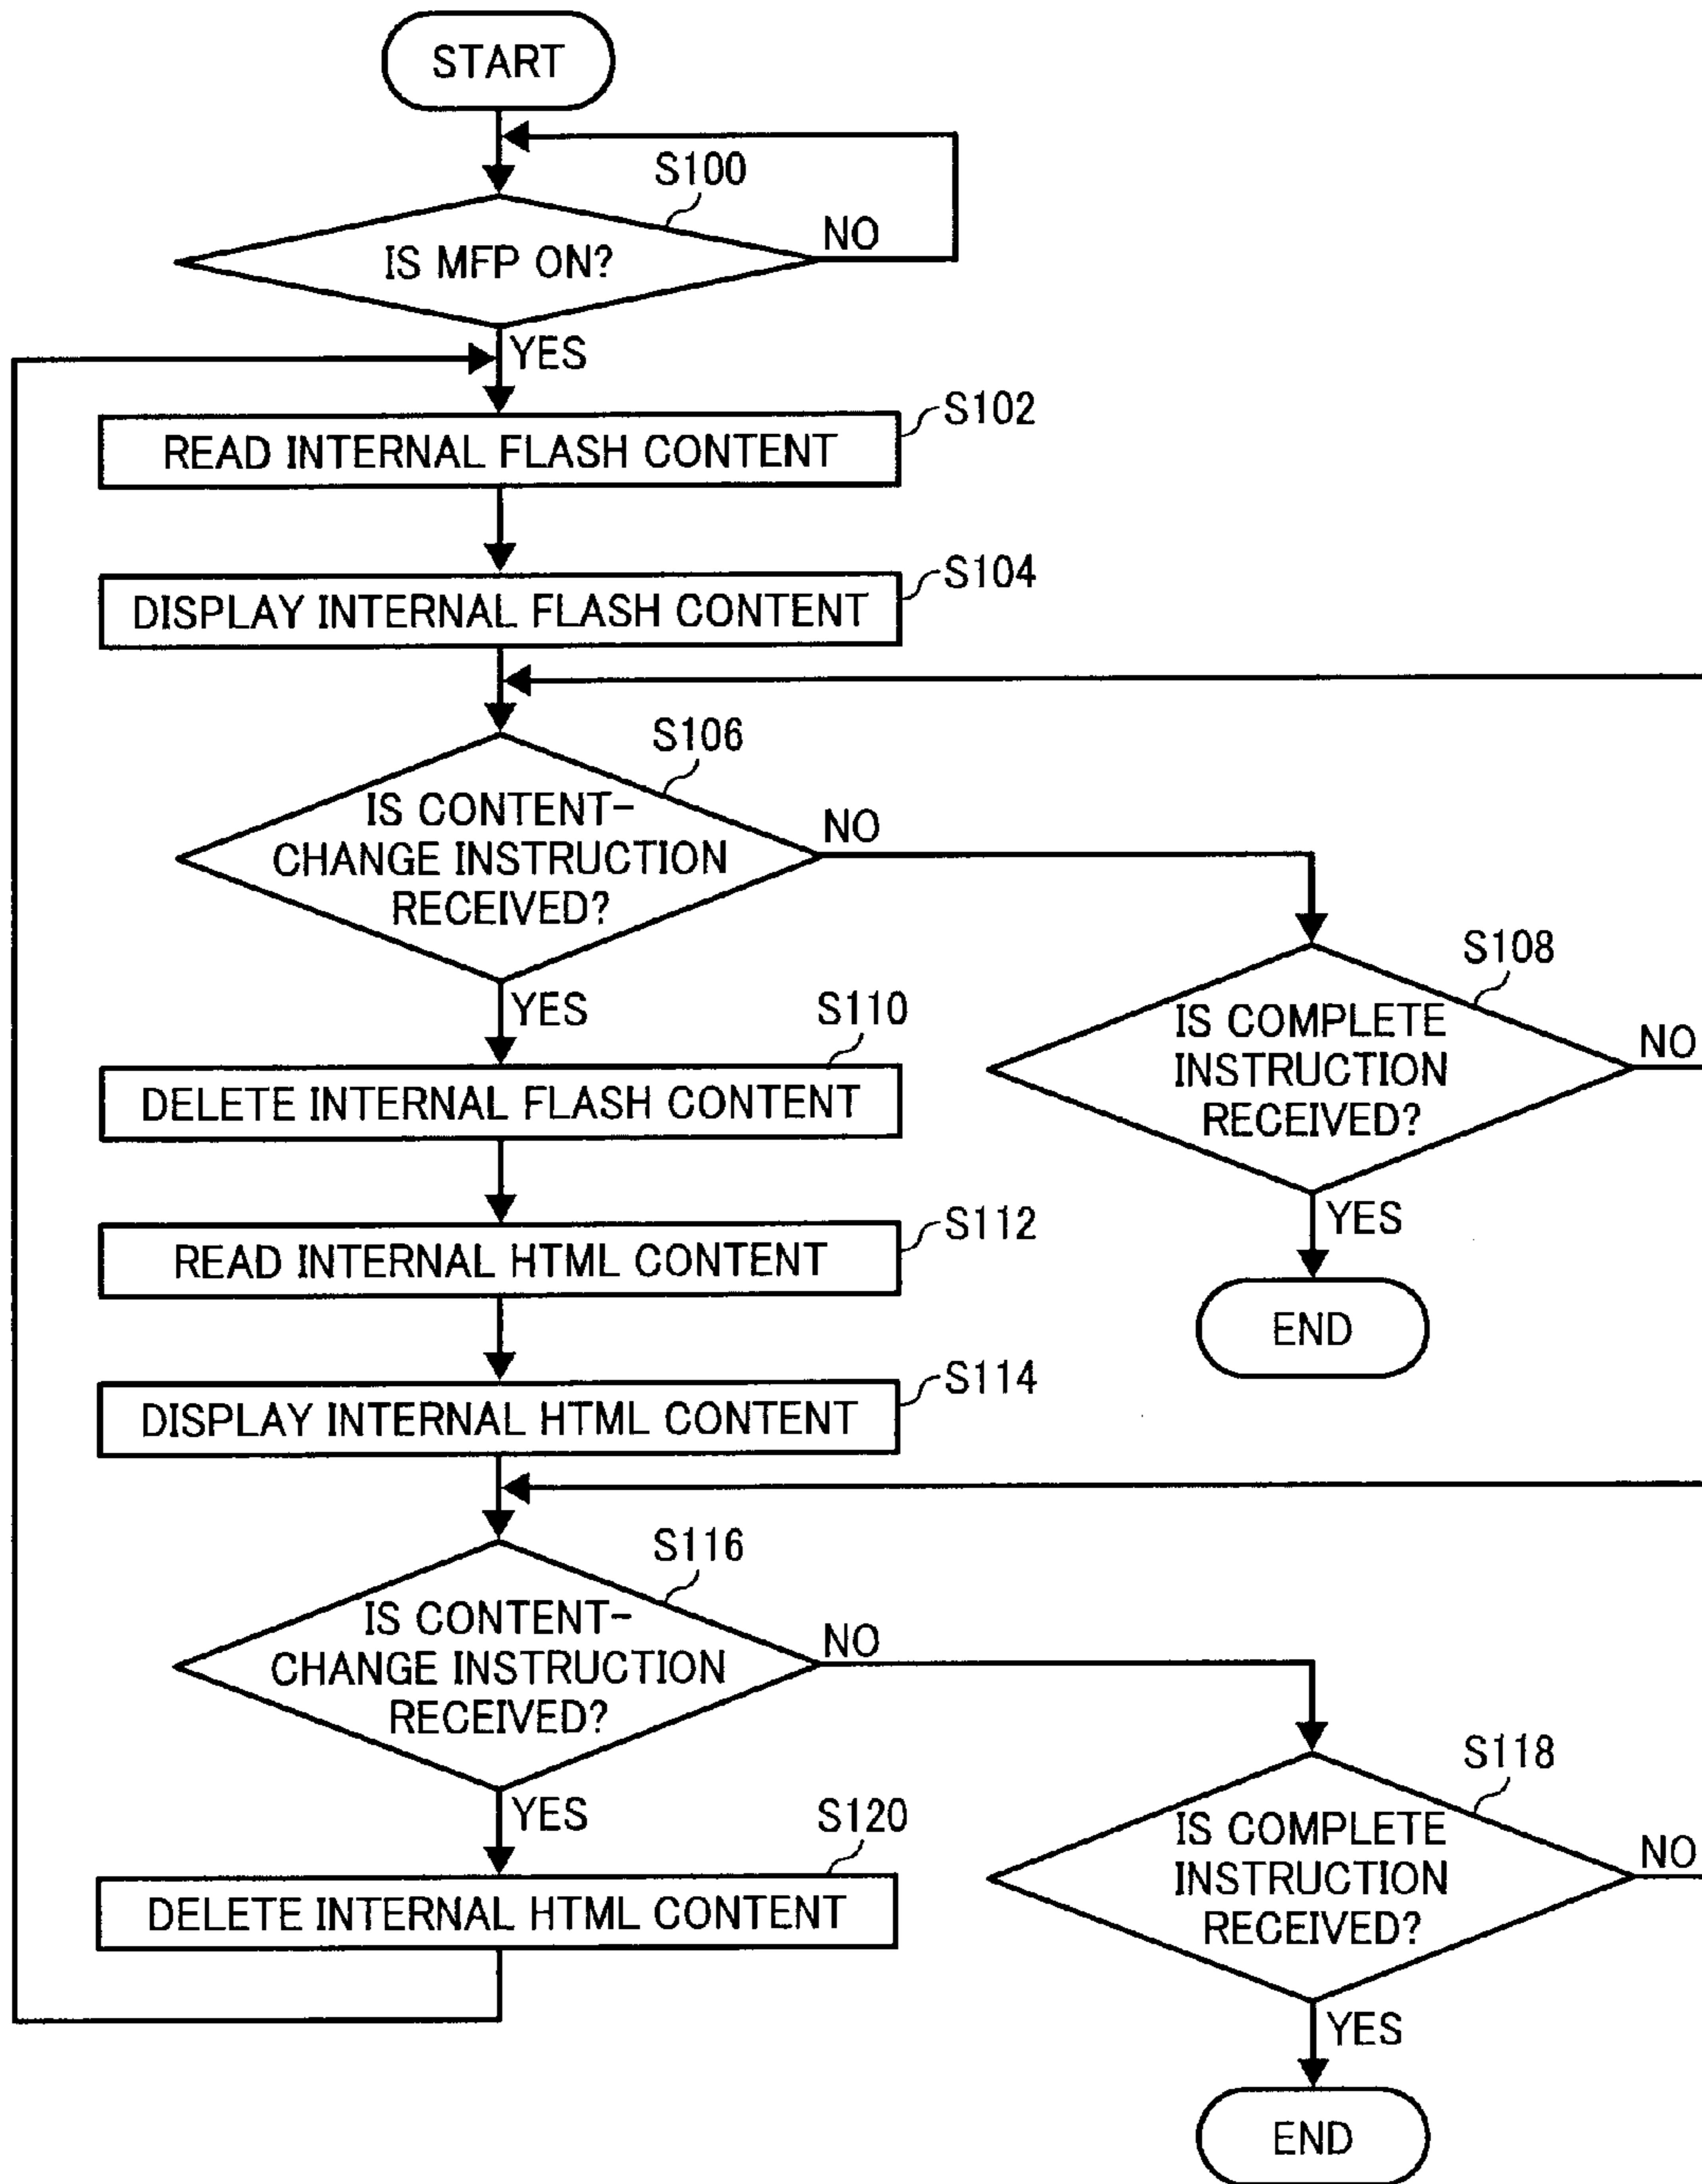 START
S100
IS MFP ON?
NO
YES
S102
READ INTERNAL FLASH CONTENT
S104
DISPLAY INTERNAL FLASH CONTENT
S106
IS CONTENT-
CHANGE INSTRUCTION
RECEIVED?
NO
YES
S108
IS COMPLETE
INSTRUCTION
RECEIVED?
NO
YES
END
S110
DELETE INTERNAL FLASH CONTENT
S112
READ INTERNAL HTML CONTENT
S114
DISPLAY INTERNAL HTML CONTENT
S116
IS CONTENT-
CHANGE INSTRUCTION
RECEIVED?
NO
YES
S118
IS COMPLETE
INSTRUCTION
RECEIVED?
NO
YES
END
S120
DELETE INTERNAL HTML CONTENT